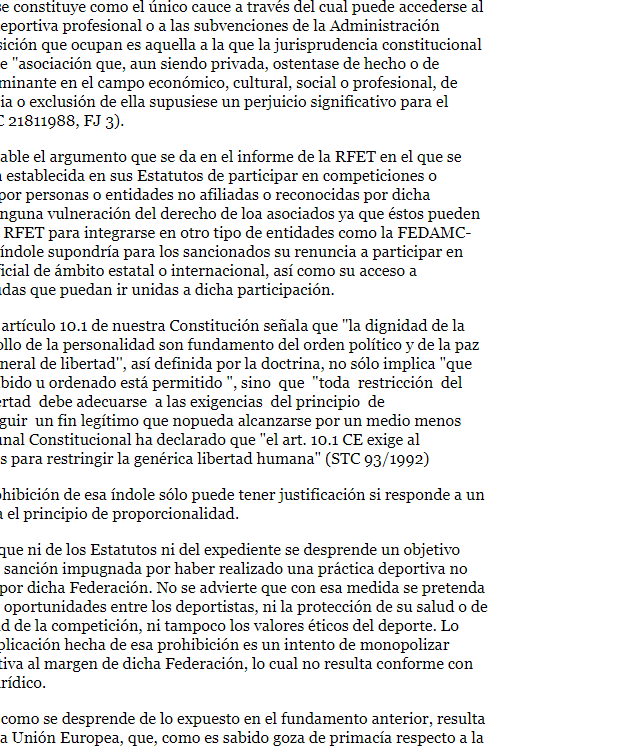 se constituye como el único cauce a través del cual puede accederse al
deportiva profesional o a las subvenciones de la Administración
sición que ocupan es aquella a la que la jurisprudencia constitucional
e "asociación que, aun siendo privada, ostentase de hecho o de
minante en el campo económico, cultural, social o profesional, de
ia o exclusión de ella supusiese un perjuicio significativo para el
C 21811988, FJ 3).
able el argumento que se da en el informe de la RFET en el que se
n establecida en sus Estatutos de participar en competiciones o
por personas o entidades no afiliadas o reconocidas por dicha
nguna vulneración del derecho de loa asociados ya que éstos pueden
RFET para integrarse en otro tipo de entidades como la FEDAMC-
índole supondría para los sancionados su renuncia a participar en
ficial de ámbito estatal o internacional, así como su acceso a
udas que puedan ir unidas a dicha participación.
artículo 10.1 de nuestra Constitución señala que "la dignidad de la
ollo de la personalidad son fundamento del orden político y de la paz
neral de libertad", así definida por la doctrina, no sólo implica "que
bido u ordenado está permitido ", sino que "toda restricción del
ertad debe adecuarse a las exigencias del principio de
guir un fin legítimo que nopueda alcanzarse por un medio menos
unal Constitucional ha declarado que "el art. 10.1 CE exige al
s para restringir la genérica libertad humana" (STC 93/1992)
ohibición de esa índole sólo puede tener justificación si responde a un
a el principio de proporcionalidad.
que ni de los Estatutos ni del expediente se desprende un objetivo
sanción impugnada por haber realizado una práctica deportiva no
por dicha Federación. No se advierte que con esa medida se pretenda
oportunidades entre los deportistas, ni la protección de su salud o de
d de la competición, ni tampoco los valores éticos del deporte. Lo
plicación hecha de esa prohibición es un intento de monopolizar
tiva al margen de dicha Federación, lo cual no resulta conforme con
rídico.
como se desprende de lo expuesto en el fundamento anterior, resulta
a Unión Europea, que, como es sabido goza de primacía respecto a la